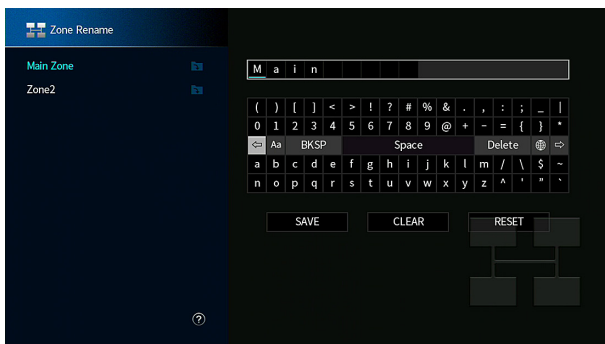 Zone Rename
Main Zone
Zone2
M a i n
( ) [ ] < > ! ? # % & . , : ; _ |
0 1 2 3 4 5 6 7 8 9 @ + - = { } *
⇦ Aa BKSP Space Delete ⇨
a b c d e f g h i j k l m / \ $ ~
n o p q r s t u v w x y z ^ ' " `
SAVE CLEAR RESET
?